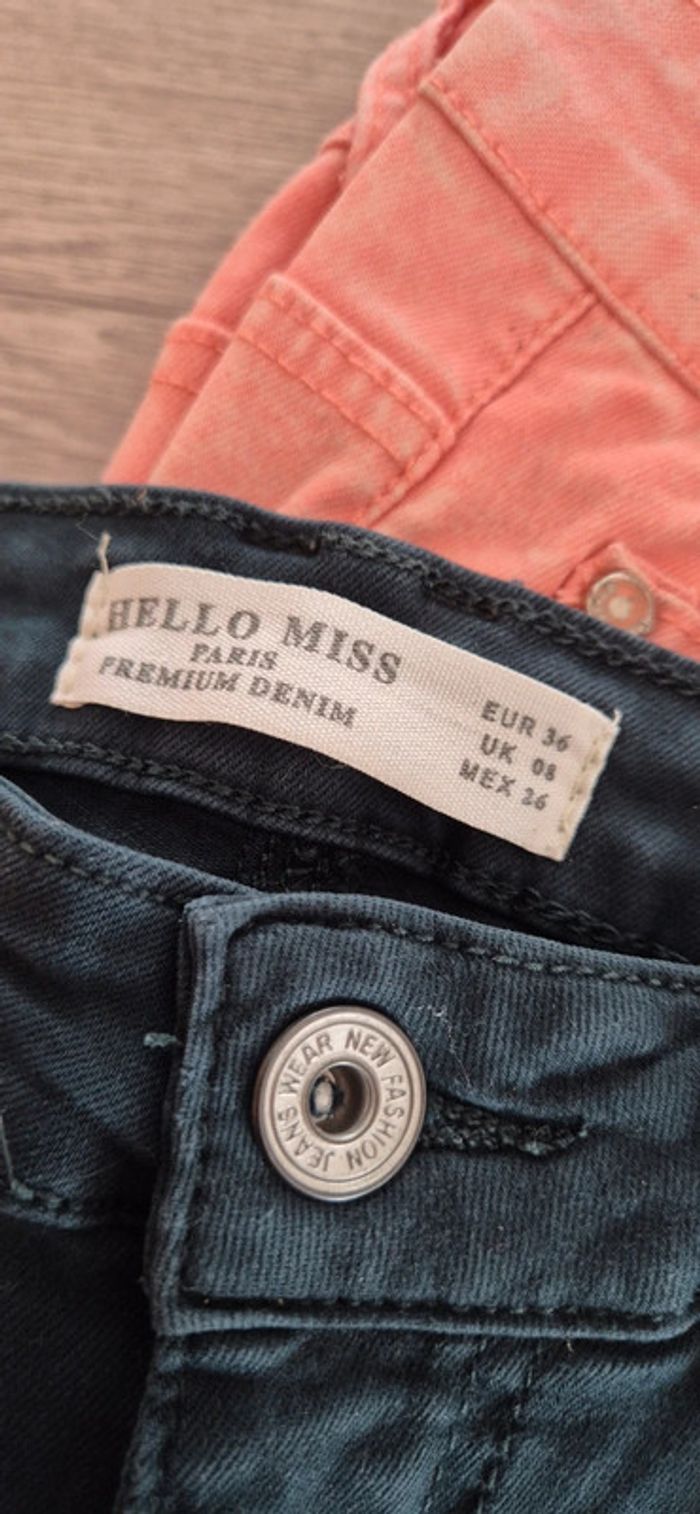 HELLO MISS
PARIS
PREMIUM DENIM
EUR 36
UK 08
MEX 26
WEAR NEW FASHION JEANS